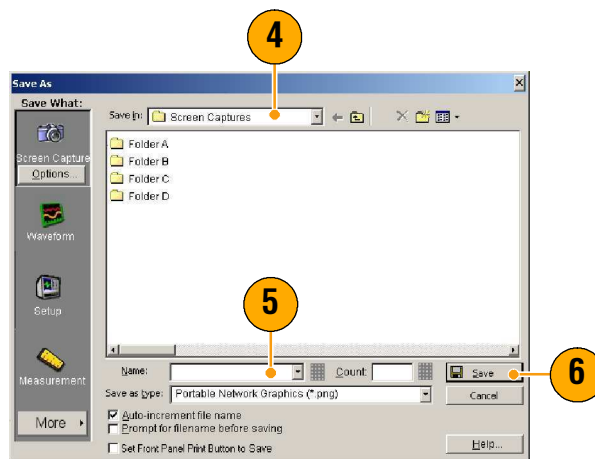 4
Save As
Save What:
Save in: Screen Captures
Screen Capture
Options...
Folder A
Folder B
Folder C
Folder D
Waveform
Setup
5
Measurement
Name:
Count:
Save
6
Save as type: Portable Network Graphics (*.png)
Cancel
More
Auto-increment file name
Prompt for filename before saving
Set Front Panel Print Button to Save
Help...